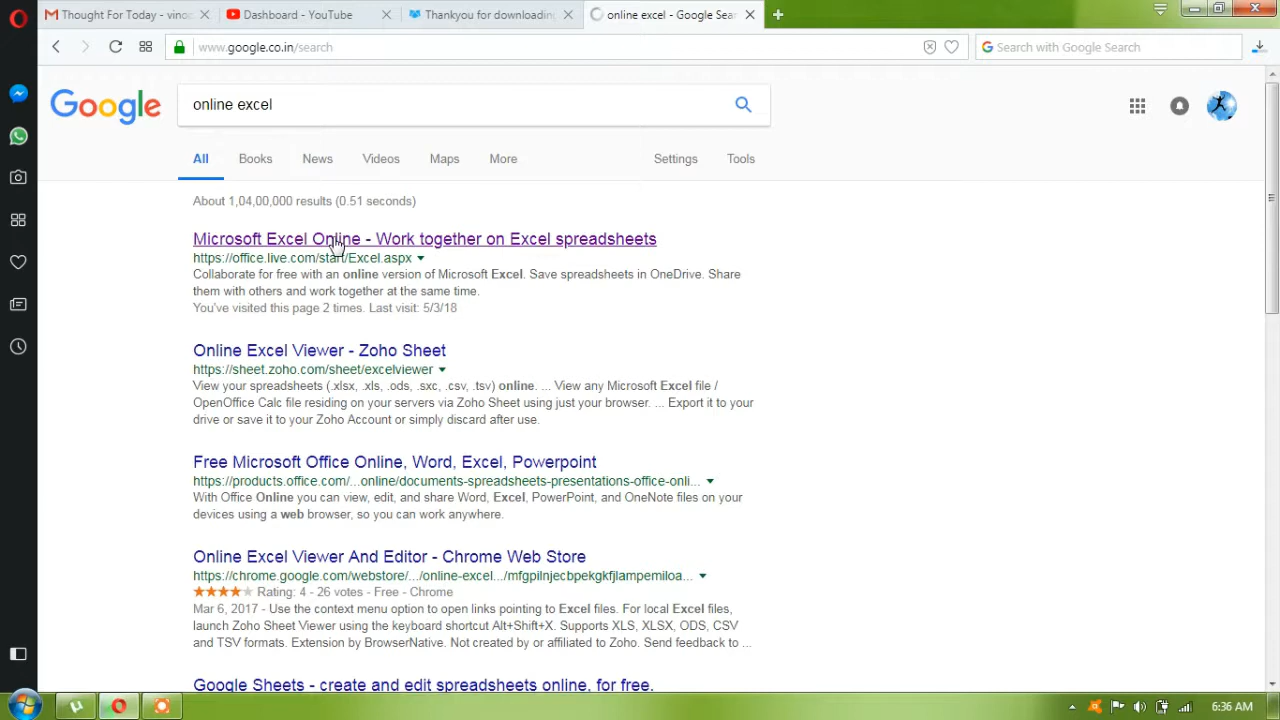 Thought For Today - vinoc
Dashboard - YouTube
Thankyou for downloading
online excel - Google Sear
www.google.co.in/search
Search with Google Search
Google
online excel
All
Books
News
Videos
Maps
More
Settings
Tools
About 1,04,00,000 results (0.51 seconds)
Microsoft Excel Online - Work together on Excel spreadsheets
https://office.live.com/start/Excel.aspx
Collaborate for free with an online version of Microsoft Excel. Save spreadsheets in OneDrive. Share
them with others and work together at the same time.
You've visited this page 2 times. Last visit: 5/3/18
Online Excel Viewer - Zoho Sheet
https://sheet.zoho.com/sheet/excelviewer
View your spreadsheets (.xlsx, .xls, .ods, .sxc, .csv, .tsv) online. ... View any Microsoft Excel file /
OpenOffice Calc file residing on your servers via Zoho Sheet using just your browser. ... Export it to your
drive or save it to your Zoho Account or simply discard after use.
Free Microsoft Office Online, Word, Excel, Powerpoint
https://products.office.com/...online/documents-spreadsheets-presentations-office-onli...
With Office Online you can view, edit, and share Word, Excel, PowerPoint, and OneNote files on your
devices using a web browser, so you can work anywhere.
Online Excel Viewer And Editor - Chrome Web Store
https://chrome.google.com/webstore/.../online-excel.../mfgpilnjecbpekgkfjlampemiloa...
Rating: 4 - 26 votes - Free - Chrome
Mar 6, 2017 - Use the context menu option to open links pointing to Excel files. For local Excel files,
launch Zoho Sheet Viewer using the keyboard shortcut Alt+Shift+X. Supports XLS, XLSX, ODS, CSV
and TSV formats. Extension by BrowserNative. Not created by or affiliated to Zoho. Send feedback to ...
Google Sheets - create and edit spreadsheets online, for free.
6:36 AM